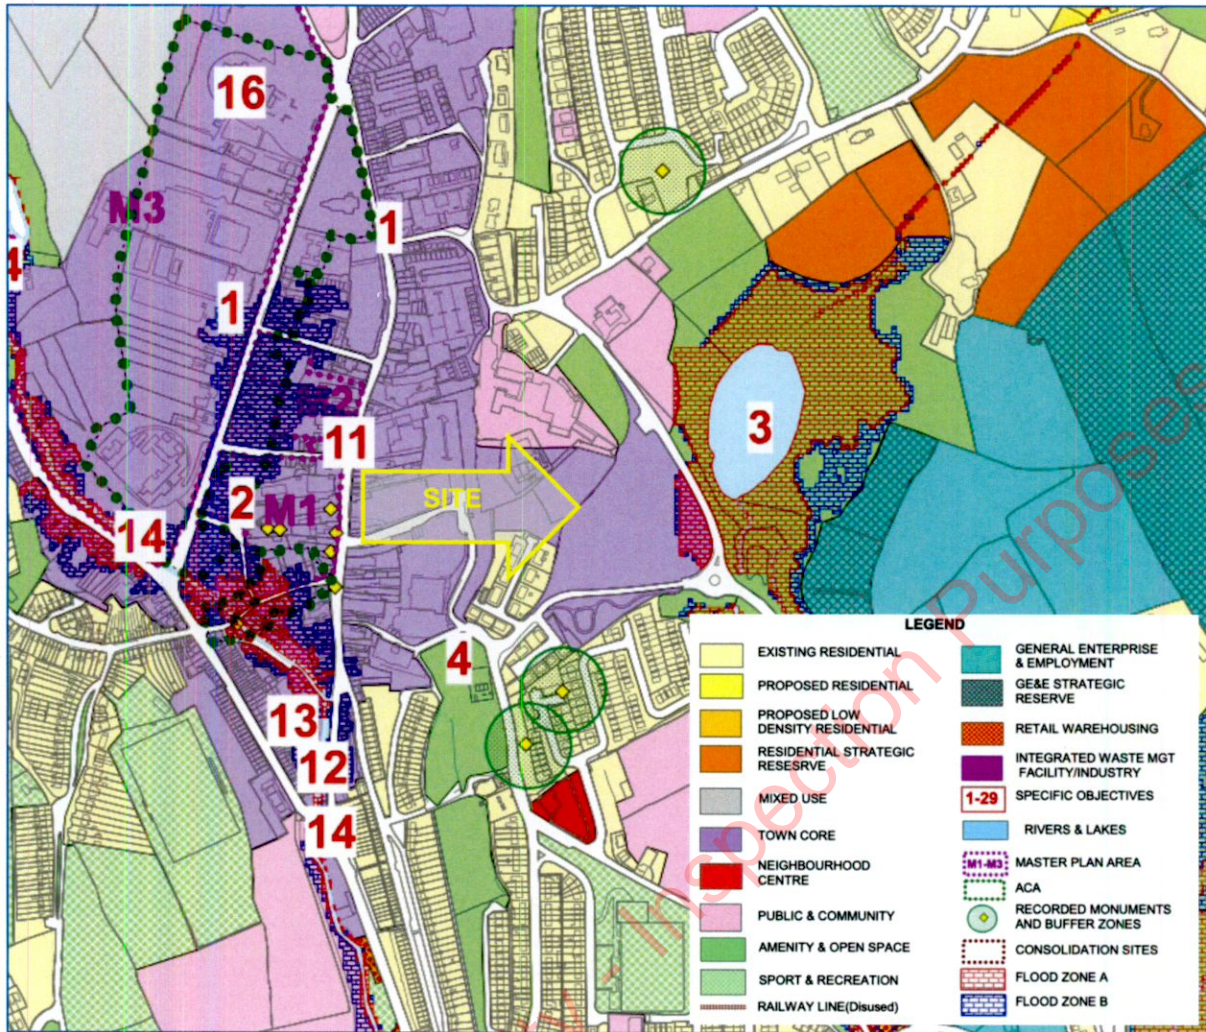 16
M3
1
4
1
2
11
3
SITE
2
M1
14
4
13
12
14
LEGEND
EXISTING RESIDENTIAL
PROPOSED RESIDENTIAL
PROPOSED LOW
DENSITY RESIDENTIAL
RESIDENTIAL STRATEGIC
RESESRVE
MIXED USE
TOWN CORE
NEIGHBOURHOOD
CENTRE
PUBLIC & COMMUNITY
AMENITY & OPEN SPACE
SPORT & RECREATION
RAILWAY LINE(Disused)
GENERAL ENTERPRISE
& EMPLOYMENT
GE&E STRATEGIC
RESERVE
RETAIL WAREHOUSING
INTEGRATED WASTE MGT
FACILITY/INDUSTRY
1-29 SPECIFIC OBJECTIVES
RIVERS & LAKES
M1-M3 MASTER PLAN AREA
ACA
RECORDED MONUMENTS
AND BUFFER ZONES
CONSOLIDATION SITES
FLOOD ZONE A
FLOOD ZONE B
- Inspection Purposes